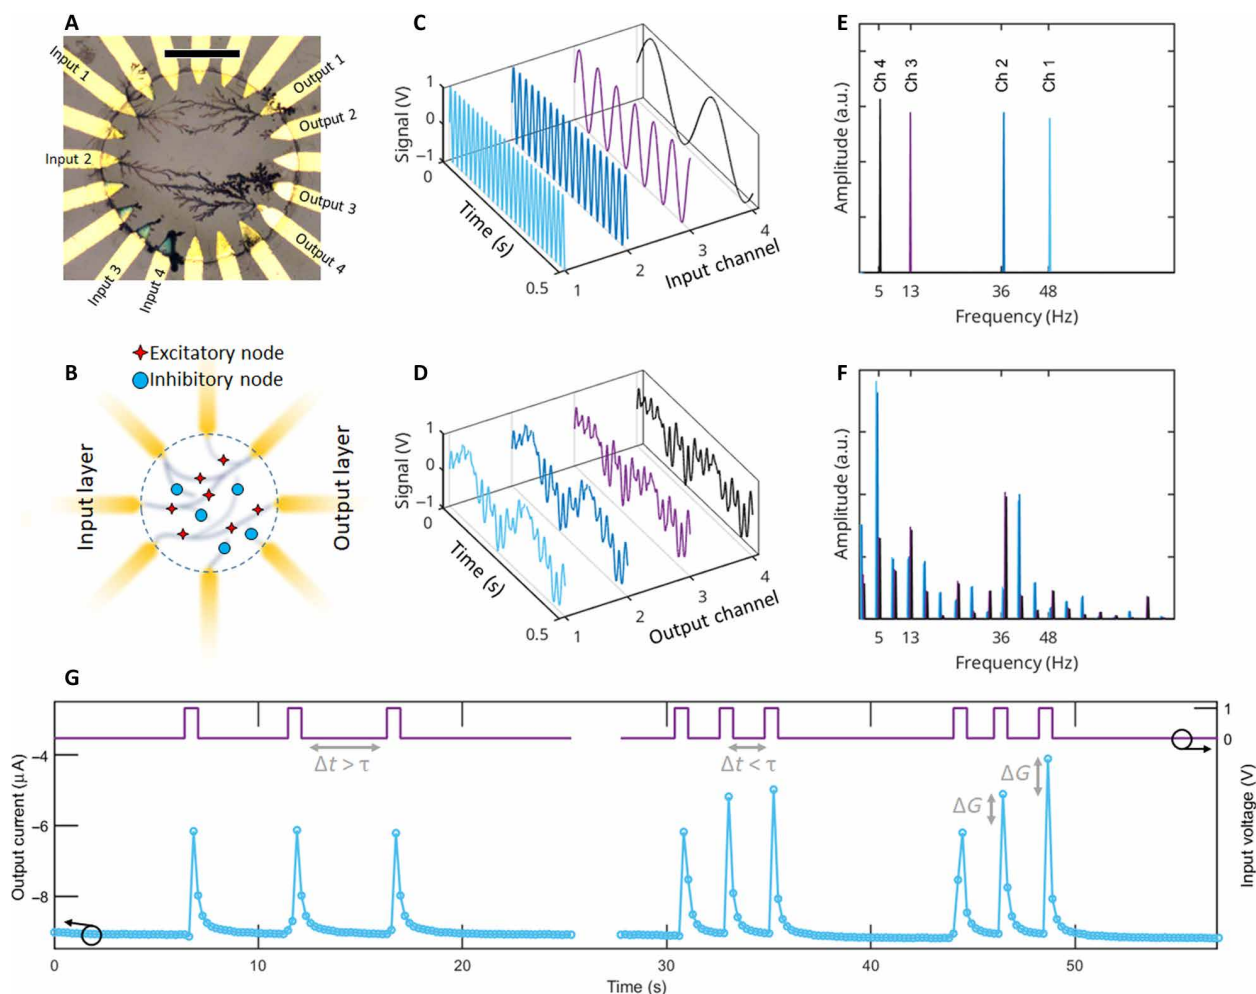 A
Input 1
Input 2
Input 3
Input 4
Output 1
Output 2
Output 3
Output 4
B
Excitatory node
Inhibitory node
Input layer
Output layer
C
Signal (V)
1
0
−1
0
Time (s)
0.5
1
2
3
4
Input channel
D
Signal (V)
1
0
−1
0
Time (s)
0.5
1
2
3
4
Output channel
E
Amplitude (a.u.)
Ch 4
Ch 3
Ch 2
Ch 1
5 13 36 48
Frequency (Hz)
F
Amplitude (a.u.)
5 13 36 48
Frequency (Hz)
G
Output current (μA)
−4
−6
−8
Δt > τ
Δt < τ
ΔG
ΔG
1
0
Input voltage (V)
0 10 20 30 40 50
Time (s)